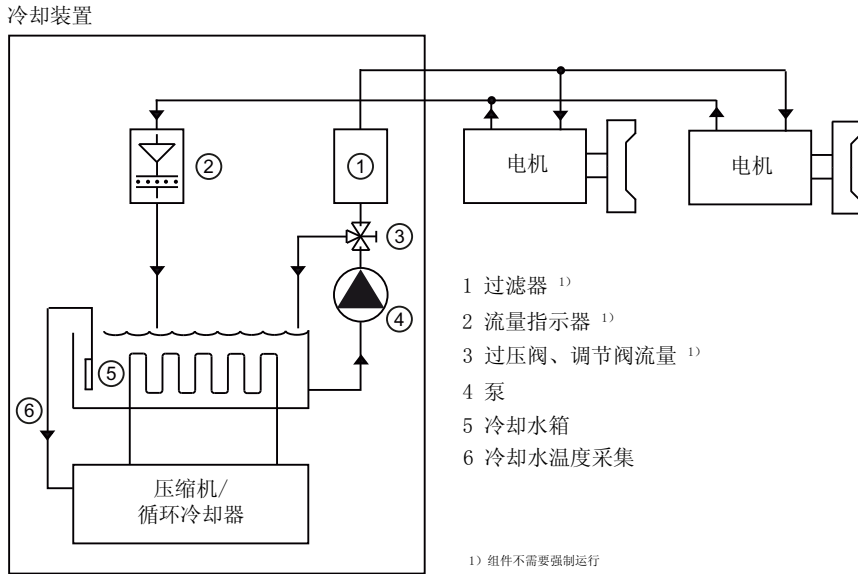 冷却装置
②
①
电机
电机
③
④
1 过滤器 1)
2 流量指示器 1)
3 过压阀、调节阀流量 1)
4 泵
5 冷却水箱
6 冷却水温度采集
⑤
⑥
压缩机/
循环冷却器
1) 组件不需要强制运行